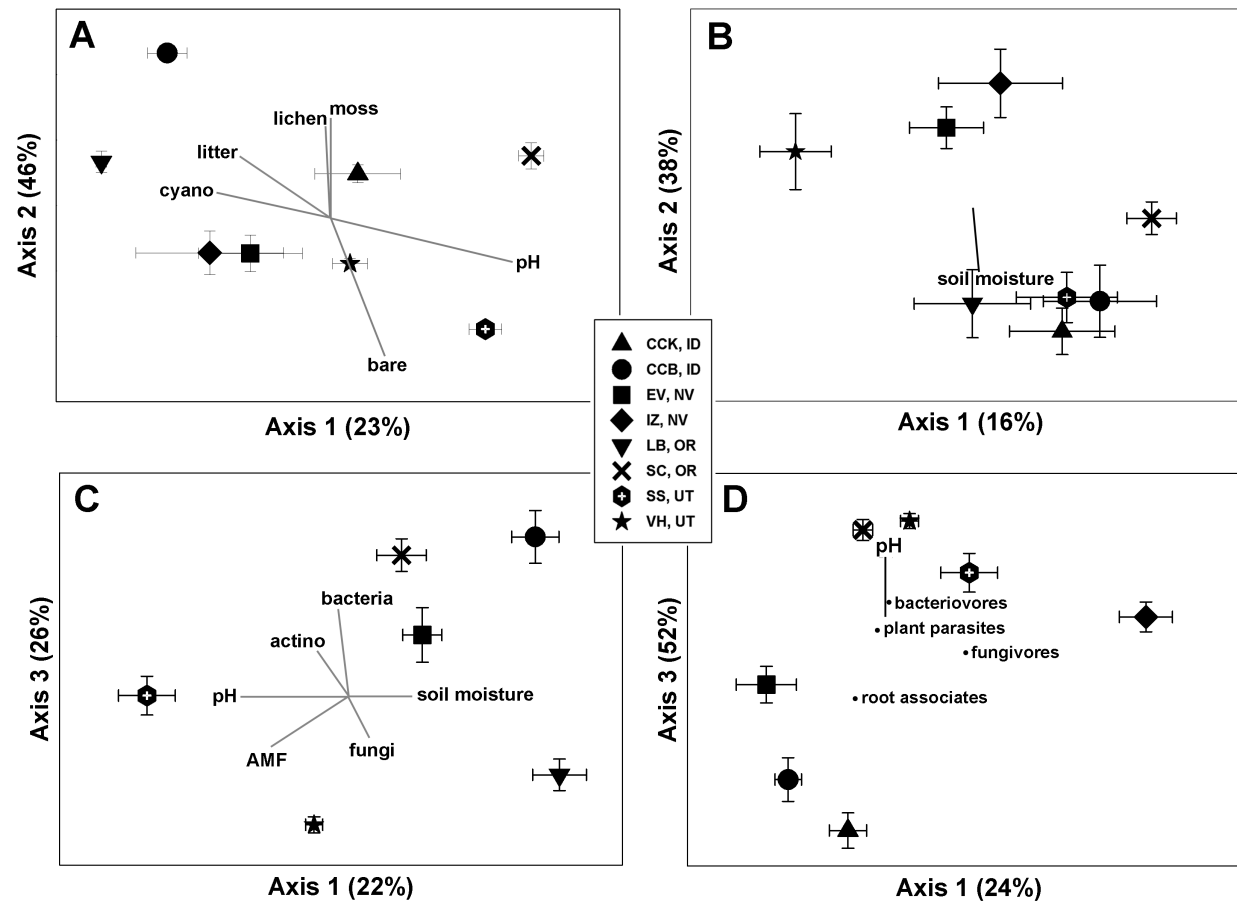 A
lichen
moss
litter
cyano
pH
bare
Axis 2 (46%)
Axis 1 (23%)
B
soil moisture
Axis 2 (38%)
Axis 1 (16%)
CCK, ID
CCB, ID
EV, NV
IZ, NV
LB, OR
SC, OR
SS, UT
VH, UT
C
bacteria
actino
pH
soil moisture
AMF
fungi
Axis 3 (26%)
Axis 1 (22%)
D
pH
bacteriovores
plant parasites
fungivores
root associates
Axis 3 (52%)
Axis 1 (24%)